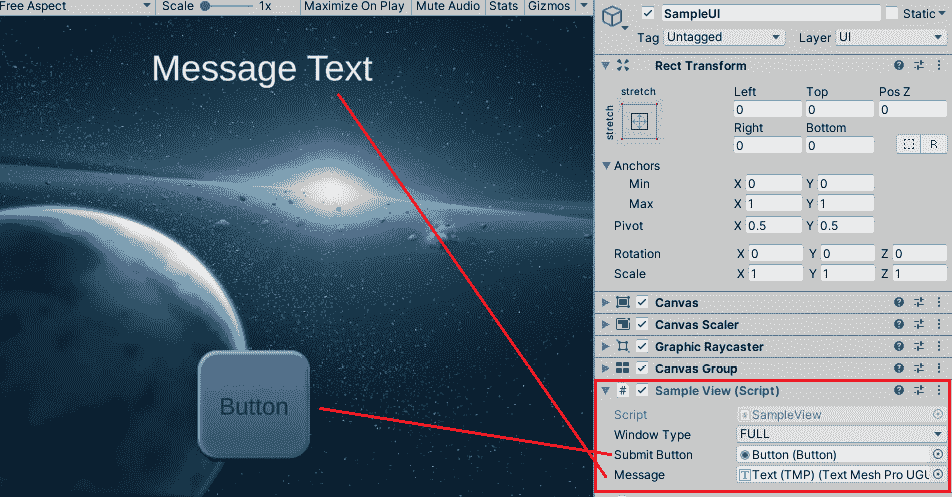 Free Aspect Scale 1x Maximize On Play Mute Audio Stats Gizmos
Message Text
Button
SampleUI Static
Tag Untagged Layer UI
Rect Transform
stretch Left Top Pos Z
stretch 0 0 0
Right Bottom
0 0 R
Anchors
Min X 0 Y 0
Max X 1 Y 1
Pivot X 0.5 Y 0.5
Rotation X 0 Y 0 Z 0
Scale X 1 Y 1 Z 1
Canvas
Canvas Scaler
Graphic Raycaster
Canvas Group
# Sample View (Script)
Script # SampleView
Window Type FULL
Submit Button Button (Button)
Message T Text (TMP) (Text Mesh Pro UGU